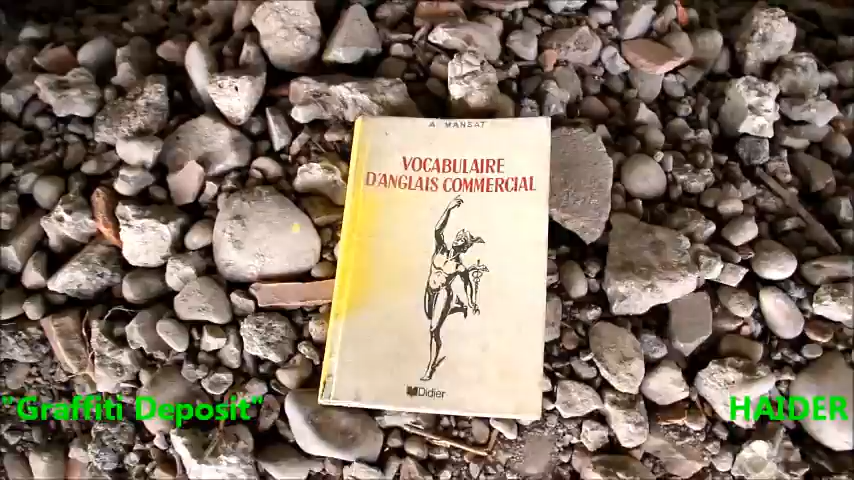 A. MANSAT
VOCABULAIRE
D'ANGLAIS COMMERCIAL
Didier
"Graffiti Deposit"
HAIDER